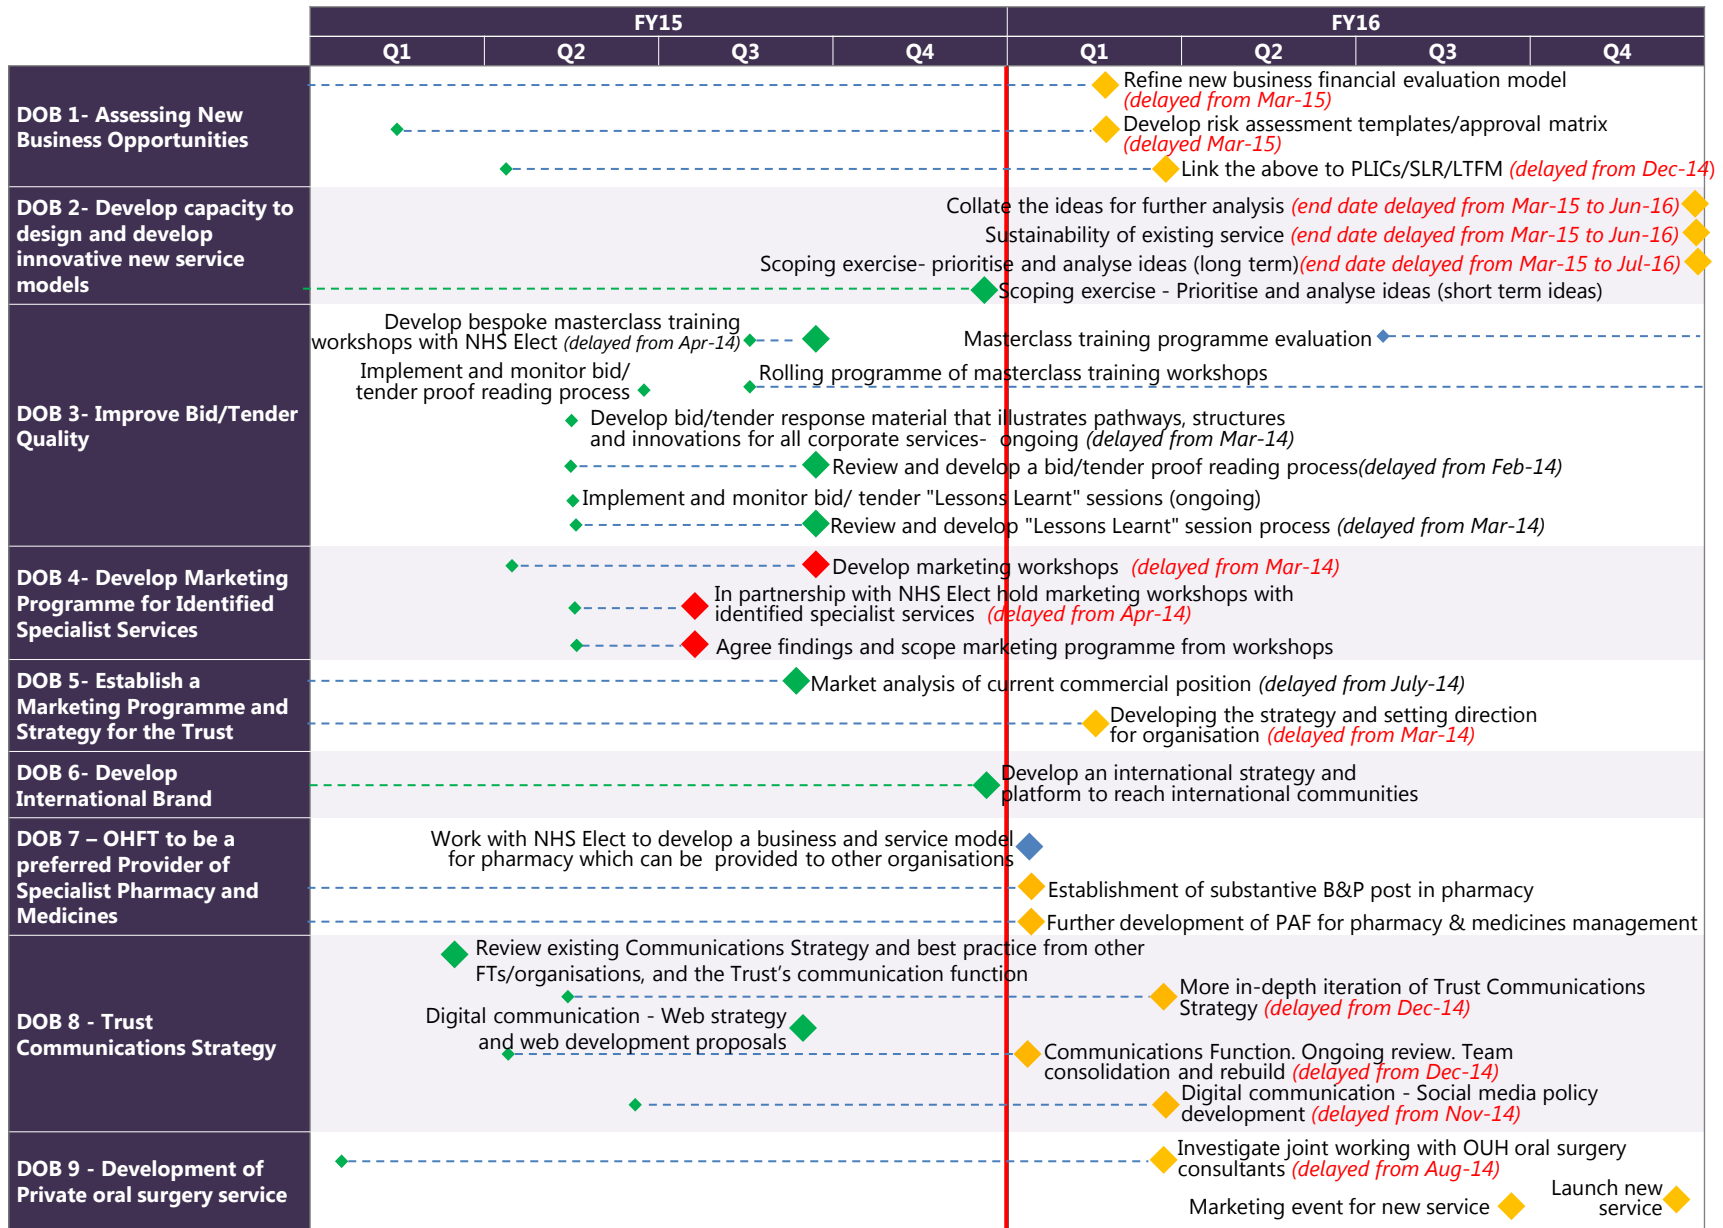 FY15
FY16
Q1
Q2
Q3
Q4
Q1
Q2
Q3
Q4
DOB 1- Assessing New
Business Opportunities
Refine new business financial evaluation model
(delayed from Mar-15)
Develop risk assessment templates/approval matrix
(delayed Mar-15)
Link the above to PLICs/SLR/LTFM (delayed from Dec-14)
DOB 2- Develop capacity to
design and develop
innovative new service
models
Collate the ideas for further analysis (end date delayed from Mar-15 to Jun-16)
Sustainability of existing service (end date delayed from Mar-15 to Jun-16)
Scoping exercise- prioritise and analyse ideas (long term)(end date delayed from Mar-15 to Jul-16)
Scoping exercise - Prioritise and analyse ideas (short term ideas)
DOB 3- Improve Bid/Tender
Quality
Develop bespoke masterclass training
workshops with NHS Elect (delayed from Apr-14)
Masterclass training programme evaluation
Implement and monitor bid/
tender proof reading process
Rolling programme of masterclass training workshops
Develop bid/tender response material that illustrates pathways, structures
and innovations for all corporate services- ongoing (delayed from Mar-14)
Review and develop a bid/tender proof reading process(delayed from Feb-14)
Implement and monitor bid/ tender "Lessons Learnt" sessions (ongoing)
Review and develop "Lessons Learnt" session process (delayed from Mar-14)
DOB 4- Develop Marketing
Programme for Identified
Specialist Services
Develop marketing workshops (delayed from Mar-14)
In partnership with NHS Elect hold marketing workshops with
identified specialist services (delayed from Apr-14)
Agree findings and scope marketing programme from workshops
DOB 5- Establish a
Marketing Programme and
Strategy for the Trust
Market analysis of current commercial position (delayed from July-14)
Developing the strategy and setting direction
for organisation (delayed from Mar-14)
DOB 6- Develop
International Brand
Develop an international strategy and
platform to reach international communities
DOB 7 – OHFT to be a
preferred Provider of
Specialist Pharmacy and
Medicines
Work with NHS Elect to develop a business and service model
for pharmacy which can be provided to other organisations
Establishment of substantive B&P post in pharmacy
Further development of PAF for pharmacy & medicines management
DOB 8 - Trust
Communications Strategy
Review existing Communications Strategy and best practice from other
FTs/organisations, and the Trust's communication function
More in-depth iteration of Trust Communications
Strategy (delayed from Dec-14)
Digital communication - Web strategy
and web development proposals
Communications Function. Ongoing review. Team
consolidation and rebuild (delayed from Dec-14)
Digital communication - Social media policy
development (delayed from Nov-14)
DOB 9 - Development of
Private oral surgery service
Investigate joint working with OUH oral surgery
consultants (delayed from Aug-14)
Marketing event for new service
Launch new
service